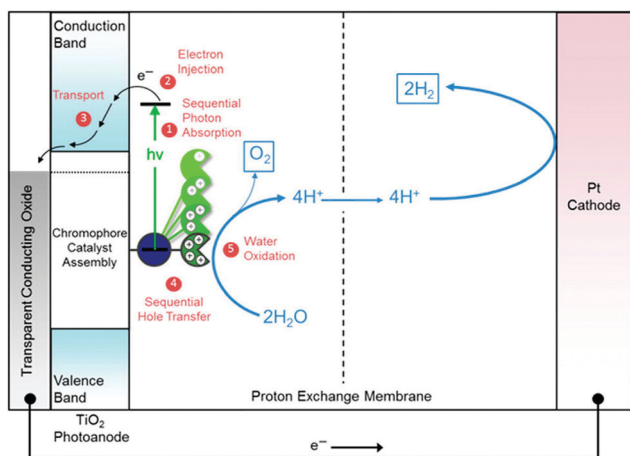 Conduction
Band
e⁻
2
Electron
Injection
Transport
3
1
Sequential
Photon
Absorption
hν
O₂
2H₂
4H⁺
4H⁺
Pt
Cathode
Transparent Conducting Oxide
Chromophore
Catalyst
Assembly
+ + + +
+ + +
+ +
+
5
Water
Oxidation
4
Sequential
Hole Transfer
2H₂O
Valence
Band
Proton Exchange Membrane
TiO₂
Photoanode
e⁻